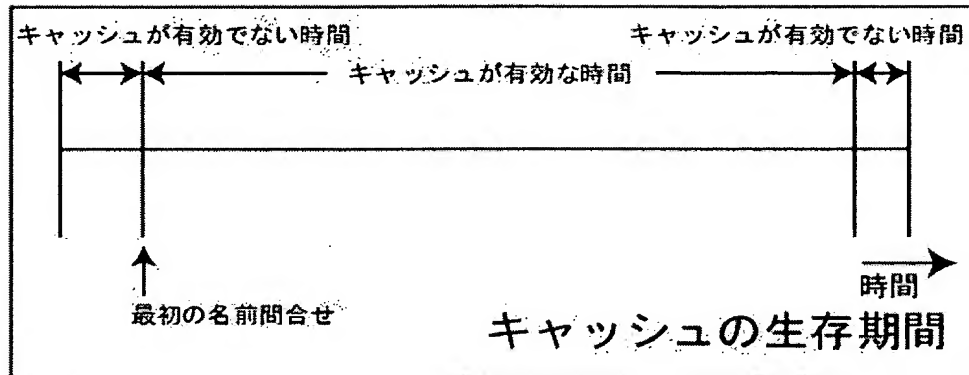 キャッシュが有効でない時間
キャッシュが有効でない時間
キャッシュが有効な時間
時間
最初の名前問合せ
キャッシュの生存期間